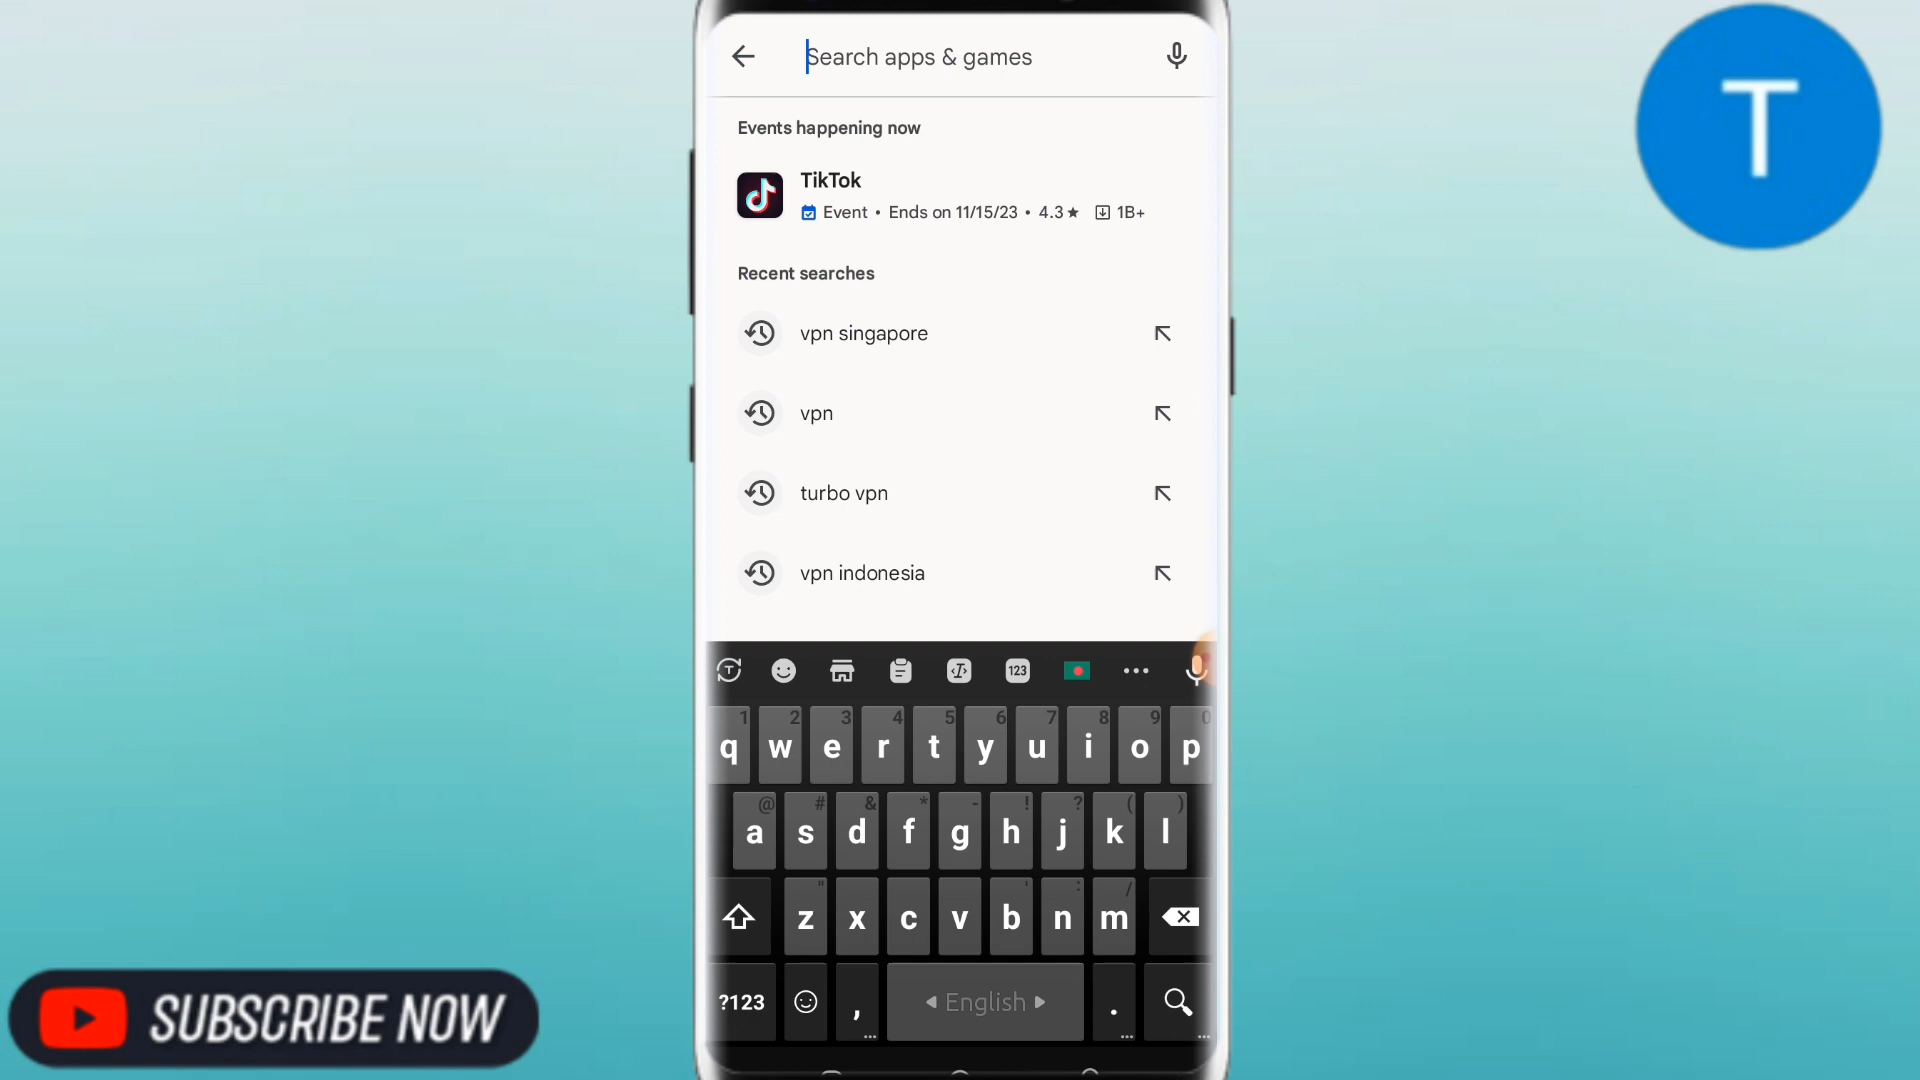 Search apps & games
T
Events happening now
TikTok
Event • Ends on 11/15/23 • 4.3★ 1B+
Recent searches
vpn singapore
vpn
turbo vpn
vpn indonesia
T 123
1 2 3 4 5 6 7 8 9 0
q w e r t y u i o p
@ # & * - ! ? ( )
a s d f g h j k l
" ' : /
z x c v b n m
?123 , English .
SUBSCRIBE NOW